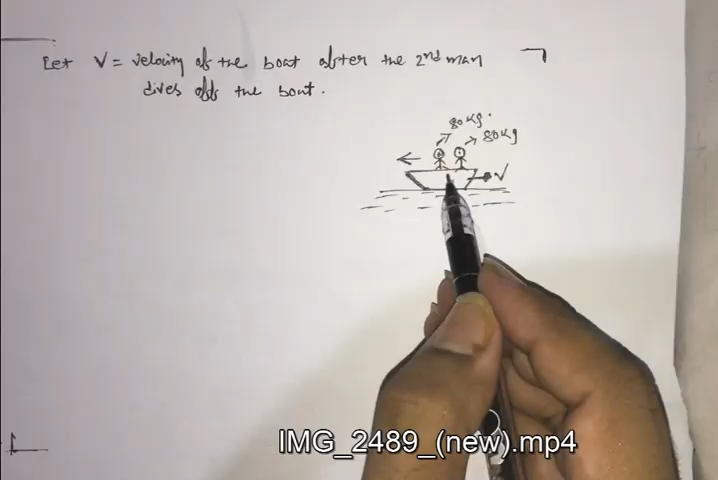 Let V = velocity of the boat after the 2nd man
dives off the boat.
80 Kg
80 Kg
V
IMG_2489_(new).mp4